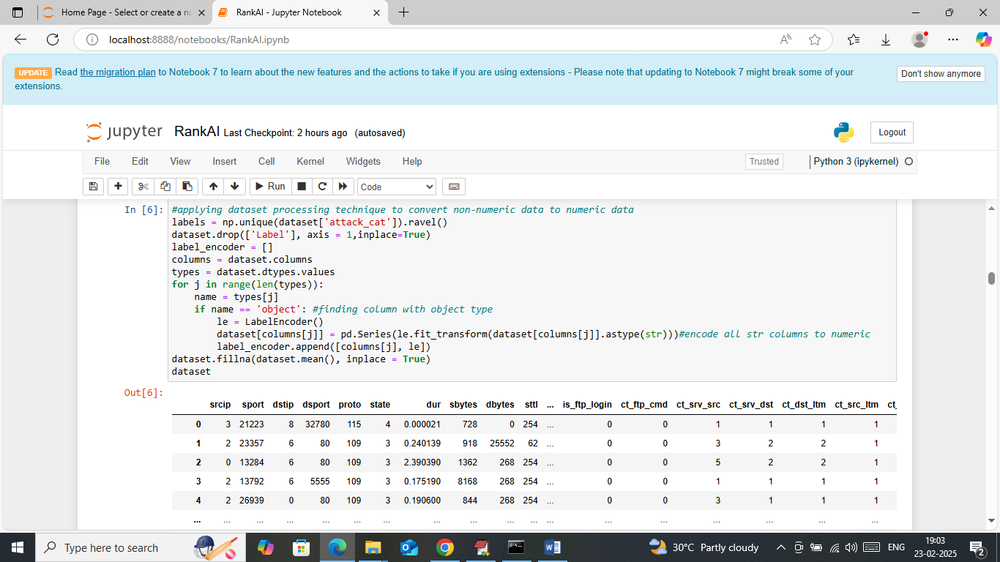 Home Page - Select or create a no
RankAI - Jupyter Notebook
localhost:8888/notebooks/RankAI.ipynb
UPDATE Read the migration plan to Notebook 7 to learn about the new features and the actions to take if you are using extensions - Please note that updating to Notebook 7 might break some of your
extensions.
Don't show anymore
jupyter RankAI Last Checkpoint: 2 hours ago (autosaved)
Logout
File Edit View Insert Cell Kernel Widgets Help
Trusted
Python 3 (ipykernel)
Run
Code
In [6]:
#applying dataset processing technique to convert non-numeric data to numeric data
labels = np.unique(dataset['attack_cat']).ravel()
dataset.drop(['Label'], axis = 1,inplace=True)
label_encoder = []
columns = dataset.columns
types = dataset.dtypes.values
for j in range(len(types)):
    name = types[j]
    if name == 'object': #finding column with object type
        le = LabelEncoder()
        dataset[columns[j]] = pd.Series(le.fit_transform(dataset[columns[j]].astype(str)))#encode all str columns to numeric
        label_encoder.append([columns[j], le])
dataset.fillna(dataset.mean(), inplace = True)
dataset
Out[6]:
srcip sport dstip dsport proto state dur sbytes dbytes sttl ... is_ftp_login ct_ftp_cmd ct_srv_src ct_srv_dst ct_dst_ltm ct_src_ltm ct_
0 3 21223 8 32780 115 4 0.000021 728 0 254 ... 0 0 1 1 1 1
1 2 23357 6 80 109 3 0.240139 918 25552 62 ... 0 0 3 2 2 1
2 0 13284 6 80 109 3 2.390390 1362 268 254 ... 0 0 5 2 2 1
3 2 13792 6 5555 109 3 0.175190 8168 268 254 ... 0 0 1 1 1 1
4 2 26939 0 80 109 3 0.190600 844 268 254 ... 0 0 3 1 1 1
... ... ... ... ... ... ... ... ... ... ... ... ... ... ... ... ... ...
Type here to search
30°C Partly cloudy
ENG
19:03
23-02-2025
2